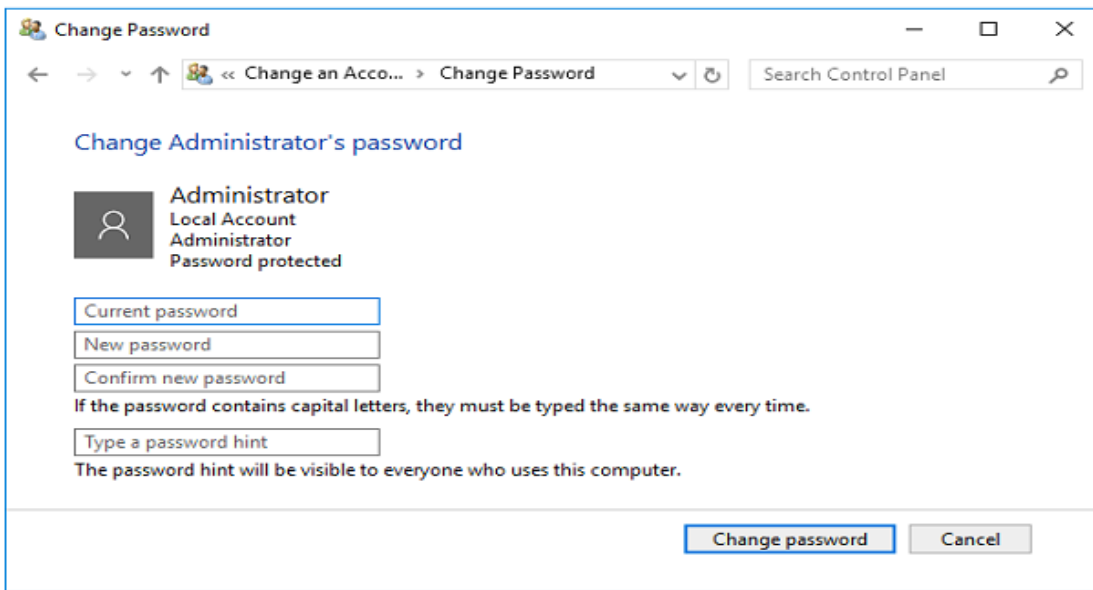 Change Password
« Change an Acco... > Change Password
Search Control Panel
Change Administrator's password
Administrator
Local Account
Administrator
Password protected
Current password
New password
Confirm new password
If the password contains capital letters, they must be typed the same way every time.
Type a password hint
The password hint will be visible to everyone who uses this computer.
Change password
Cancel